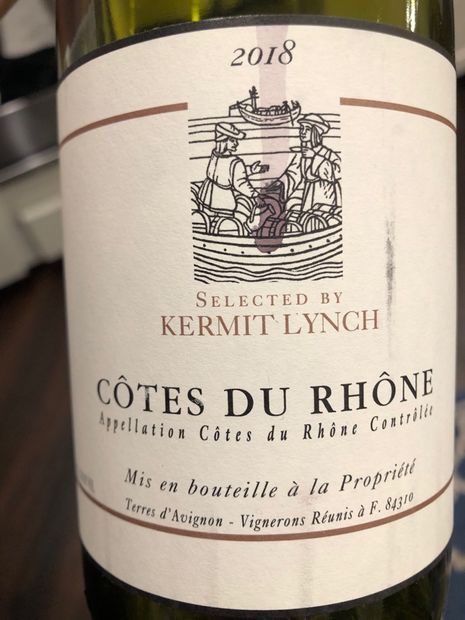 2018
SELECTED BY
KERMIT LYNCH
CÔTES DU RHÔNE
Appellation Côtes du Rhône Contrôlée
Mis en bouteille à la Propriété
Terres d'Avignon - Vignerons Réunis à F. 84310